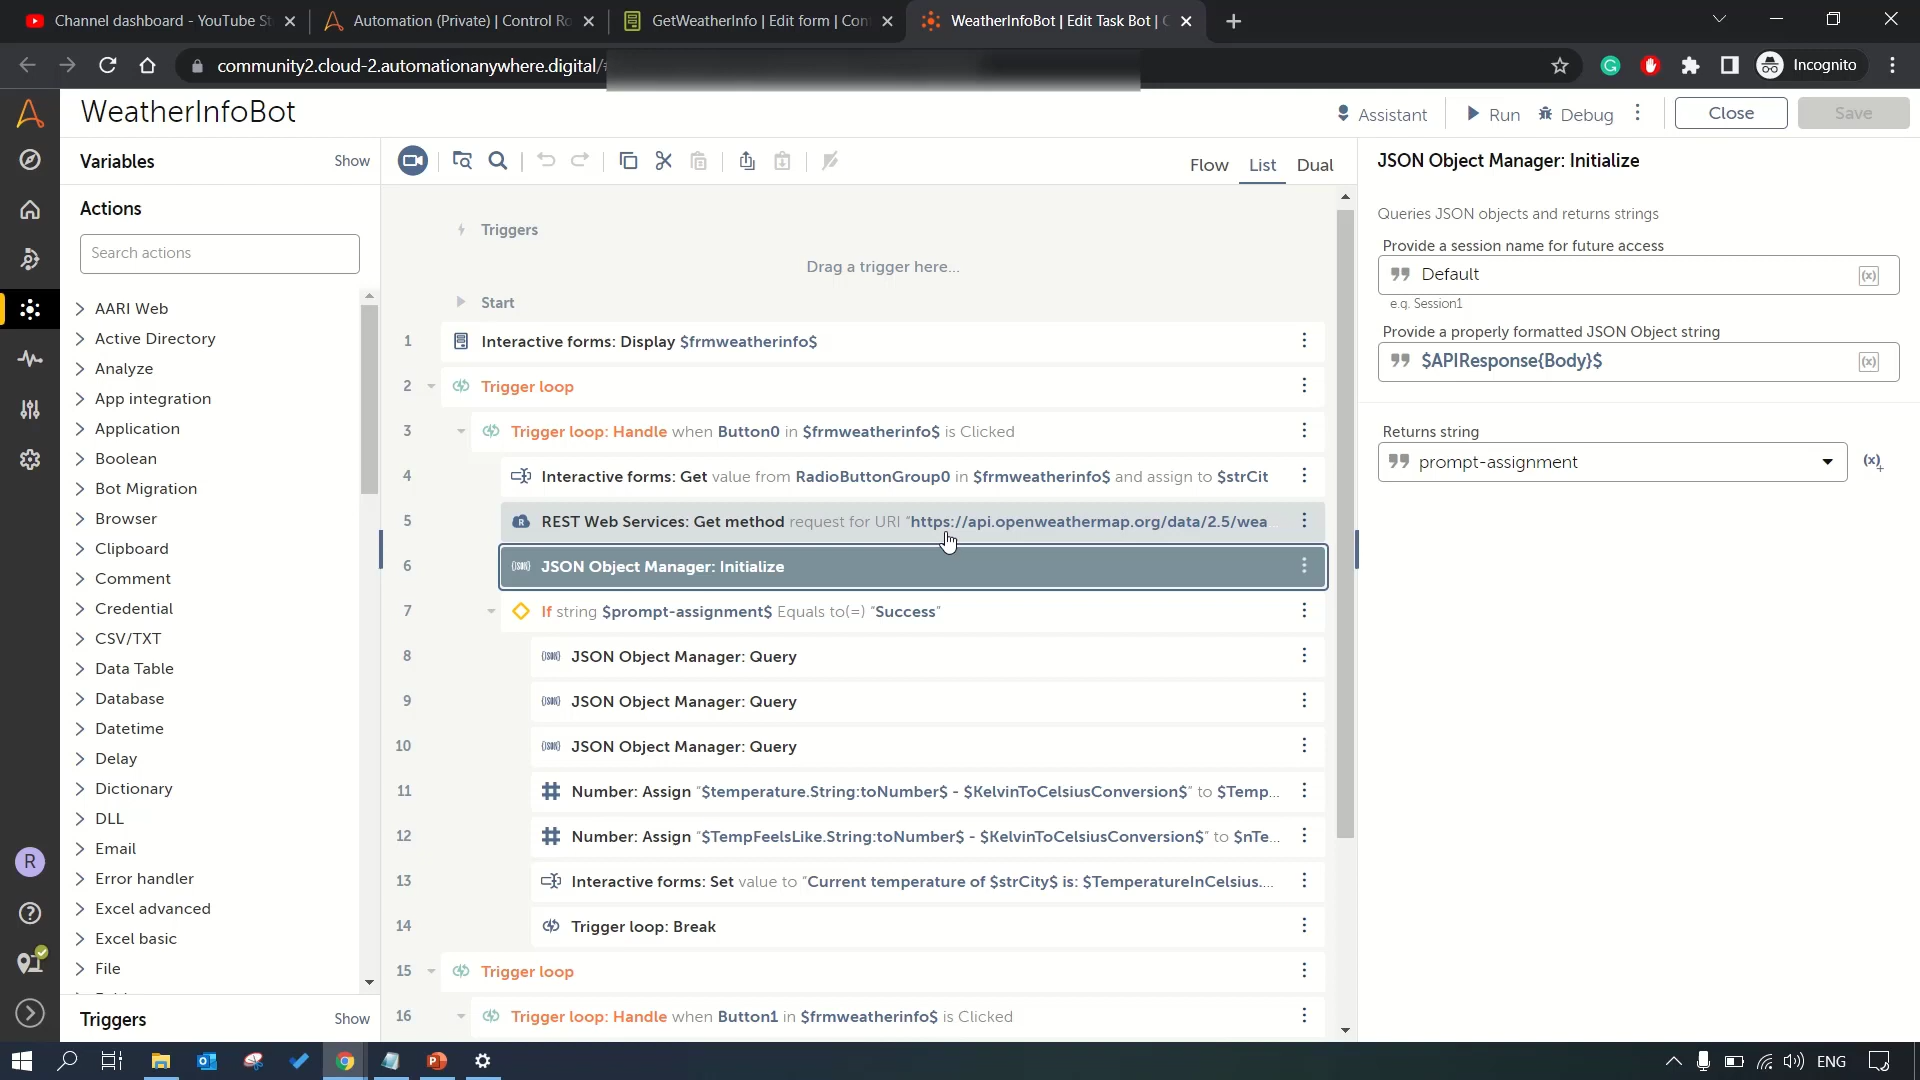 Channel dashboard - YouTube St
Automation (Private) | Control Ro
GetWeatherInfo | Edit form | Con
WeatherInfoBot | Edit Task Bot | C
community2.cloud-2.automationanywhere.digital/#
Incognito
WeatherInfoBot
Assistant
Run
Debug
Close
Save
Variables
Show
Flow
List
Dual
Actions
Search actions
AARI Web
Active Directory
Analyze
App integration
Application
Boolean
Bot Migration
Browser
Clipboard
Comment
Credential
CSV/TXT
Data Table
Database
Datetime
Delay
Dictionary
DLL
Email
Error handler
Excel advanced
Excel basic
File
Triggers
Show
R
Triggers
Drag a trigger here...
Start
1 Interactive forms: Display $frmweatherinfo$
2 Trigger loop
3 Trigger loop: Handle when Button0 in $frmweatherinfo$ is Clicked
4 Interactive forms: Get value from RadioButtonGroup0 in $frmweatherinfo$ and assign to $strCit
5 REST Web Services: Get method request for URI "https://api.openweathermap.org/data/2.5/wea
6 JSON Object Manager: Initialize
7 If string $prompt-assignment$ Equals to(=) "Success"
8 JSON Object Manager: Query
9 JSON Object Manager: Query
10 JSON Object Manager: Query
11 Number: Assign "$temperature.String:toNumber$ - $KelvinToCelsiusConversion$" to $Temp...
12 Number: Assign "$TempFeelsLike.String:toNumber$ - $KelvinToCelsiusConversion$" to $nTe...
13 Interactive forms: Set value to "Current temperature of $strCity$ is: $TemperatureInCelsius....
14 Trigger loop: Break
15 Trigger loop
16 Trigger loop: Handle when Button1 in $frmweatherinfo$ is Clicked
JSON Object Manager: Initialize
Queries JSON objects and returns strings
Provide a session name for future access
Default
(x)
e.g. Session1
Provide a properly formatted JSON Object string
$APIResponse{Body}$
(x)
Returns string
prompt-assignment
(x)+
ENG